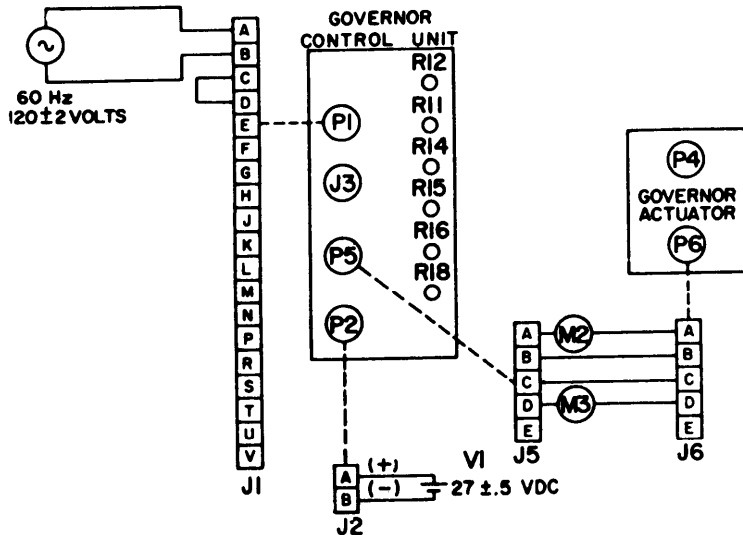 60 Hz
120±2 VOLTS
A
B
C
D
E
F
G
H
J
K
L
M
N
P
R
S
T
U
V
J1
GOVERNOR
CONTROL UNIT
P1
J3
P5
P2
R12
R11
R14
R15
R16
R18
P4
GOVERNOR
ACTUATOR
P6
A
B
C
D
E
J5
M2
M3
A
B
C
D
E
J6
A
B
J2
(+)
(-)
V1
27 ±.5 VDC